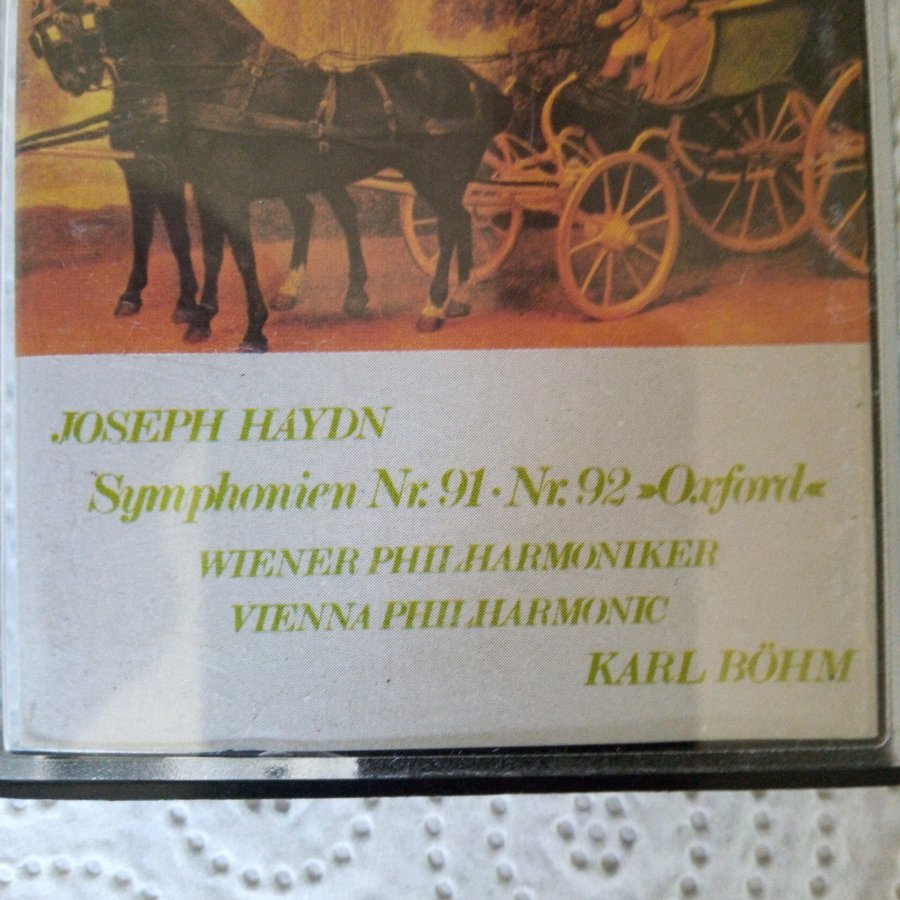 JOSEPH HAYDN
Symphonien Nr. 91 · Nr. 92 »Oxford«
WIENER PHILHARMONIKER
VIENNA PHILHARMONIC
KARL BÖHM